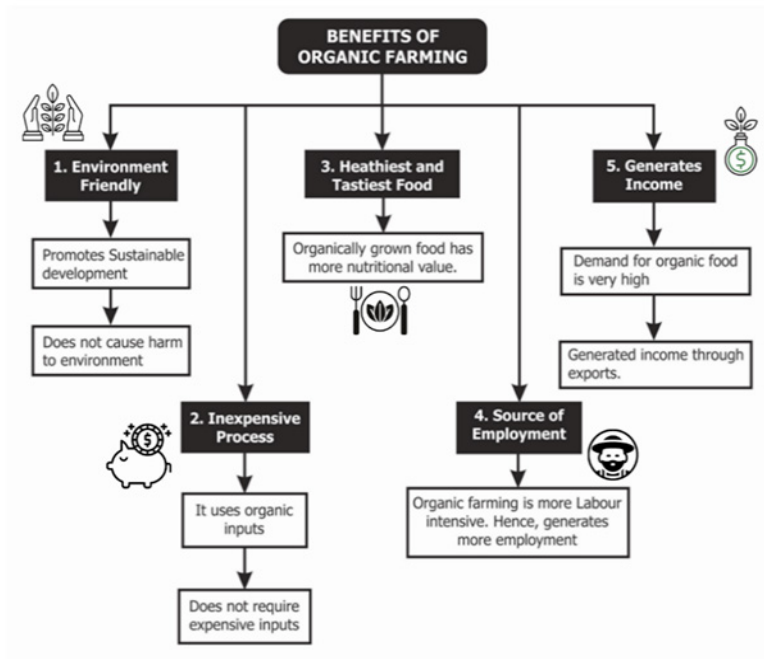 BENEFITS OF
ORGANIC FARMING
1. Environment
Friendly
Promotes Sustainable
development
Does not cause harm
to environment
2. Inexpensive
Process
$
It uses organic
inputs
Does not require
expensive inputs
3. Heathiest and
Tastiest Food
Organically grown food has
more nutritional value.
4. Source of
Employment
Organic farming is more Labour
intensive. Hence, generates
more employment
5. Generates
Income
$
Demand for organic food
is very high
Generated income through
exports.